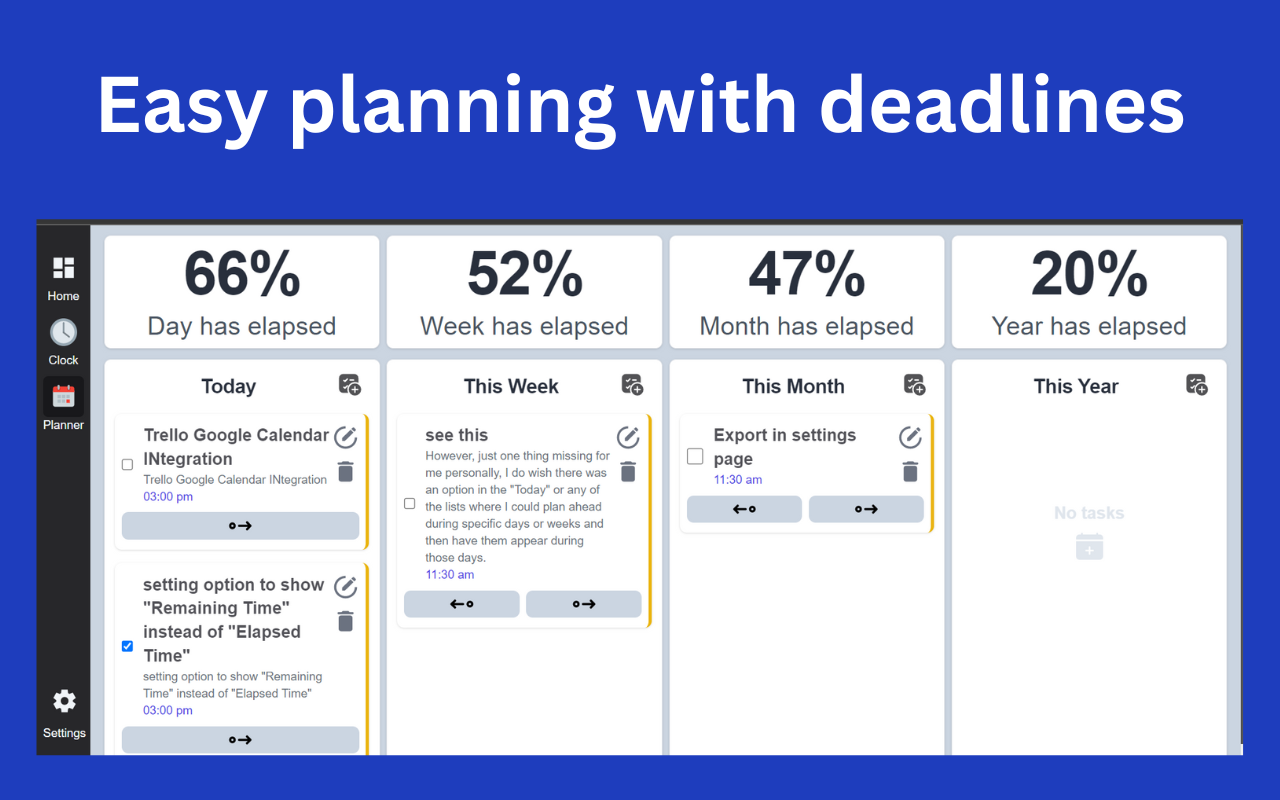 Easy planning with deadlines
Home
Clock
Planner
Settings
66%
Day has elapsed
52%
Week has elapsed
47%
Month has elapsed
20%
Year has elapsed
Today
Trello Google Calendar
INtegration
Trello Google Calendar INtegration
03:00 pm
setting option to show
"Remaining Time"
instead of "Elapsed
Time"
setting option to show "Remaining
Time" instead of "Elapsed Time"
03:00 pm
This Week
see this
However, just one thing missing for
me personally, I do wish there was
an option in the "Today" or any of
the lists where I could plan ahead
during specific days or weeks and
then have them appear during
those days.
11:30 am
This Month
Export in settings
page
11:30 am
This Year
No tasks